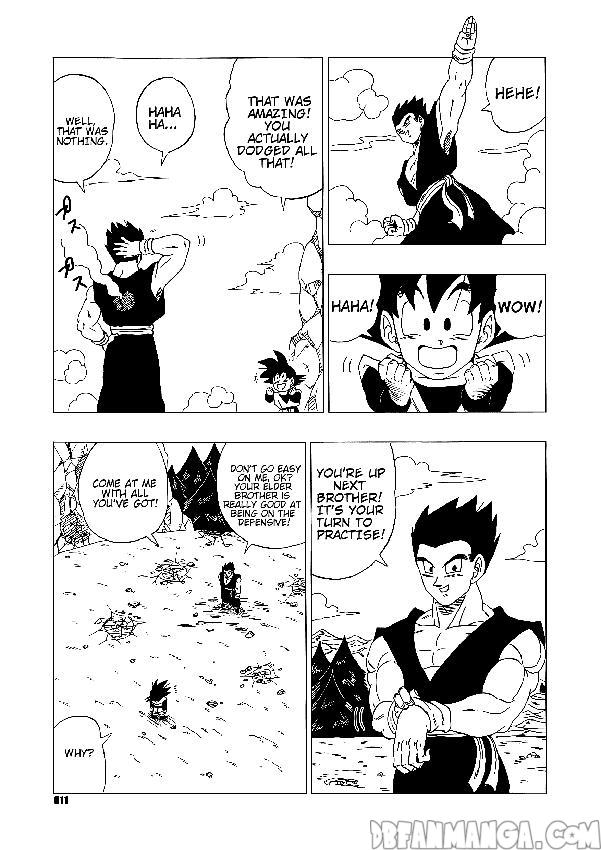 HEHE!
WOW!
HAHA!
THAT WAS
AMAZING!
YOU
ACTUALLY
DODGED ALL
THAT!
HAHA
HA...
WELL,
THAT WAS
NOTHING.
YOU'RE UP
NEXT
BROTHER!
IT'S YOUR
TURN TO
PRACTISE!
DON'T GO EASY
ON ME, OK?
YOUR ELDER
BROTHER IS
REALLY GOOD AT
BEING ON THE
DEFENSIVE!
COME AT ME
WITH ALL
YOU'VE GOT!
WHY?
011
DBFANMANGA.COM